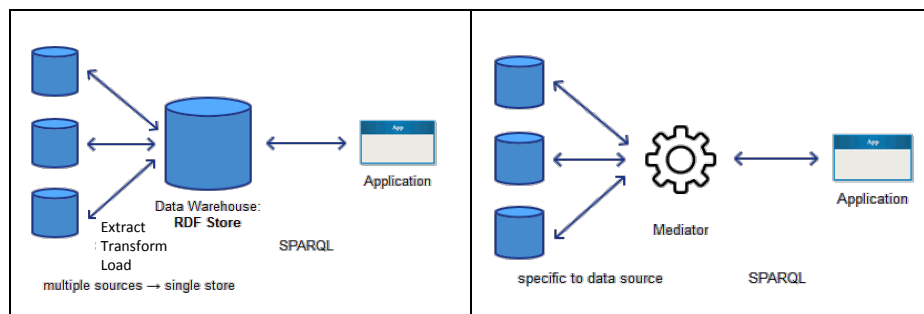 App
Application
Data Warehouse:
RDF Store
Extract
: Transform
Load
SPARQL
multiple sources → single store
App
Application
Mediator
specific to data source
SPARQL